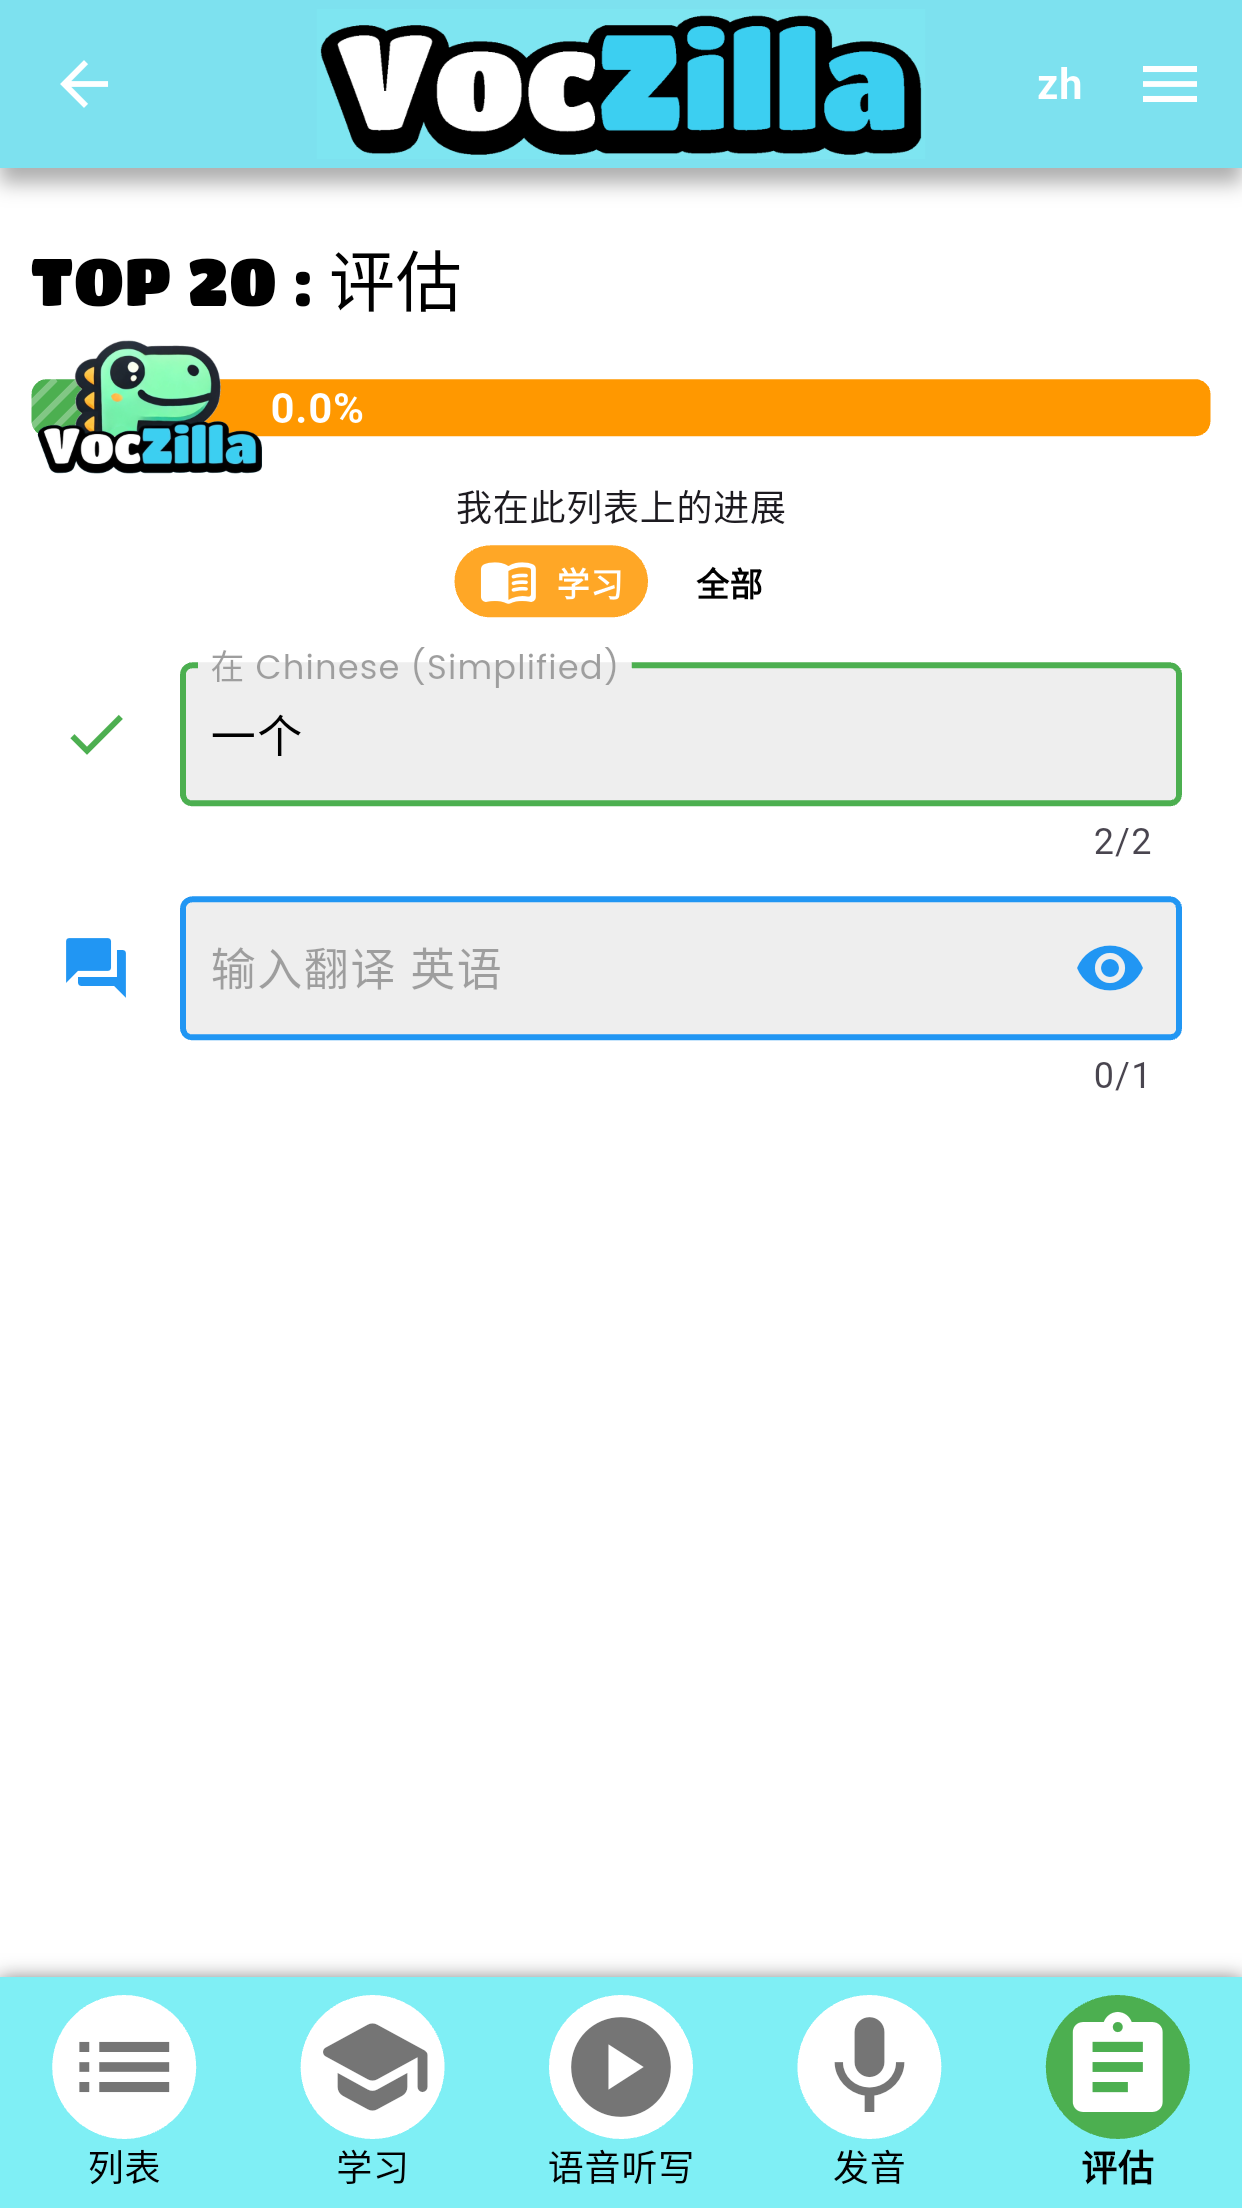 VocZilla
zh
TOP 20 : 评估
0.0%
VocZilla
我在此列表上的进展
学习 全部
在 Chinese (Simplified)
一个
2/2
输入翻译 英语
0/1
列表 学习 语音听写 发音 评估